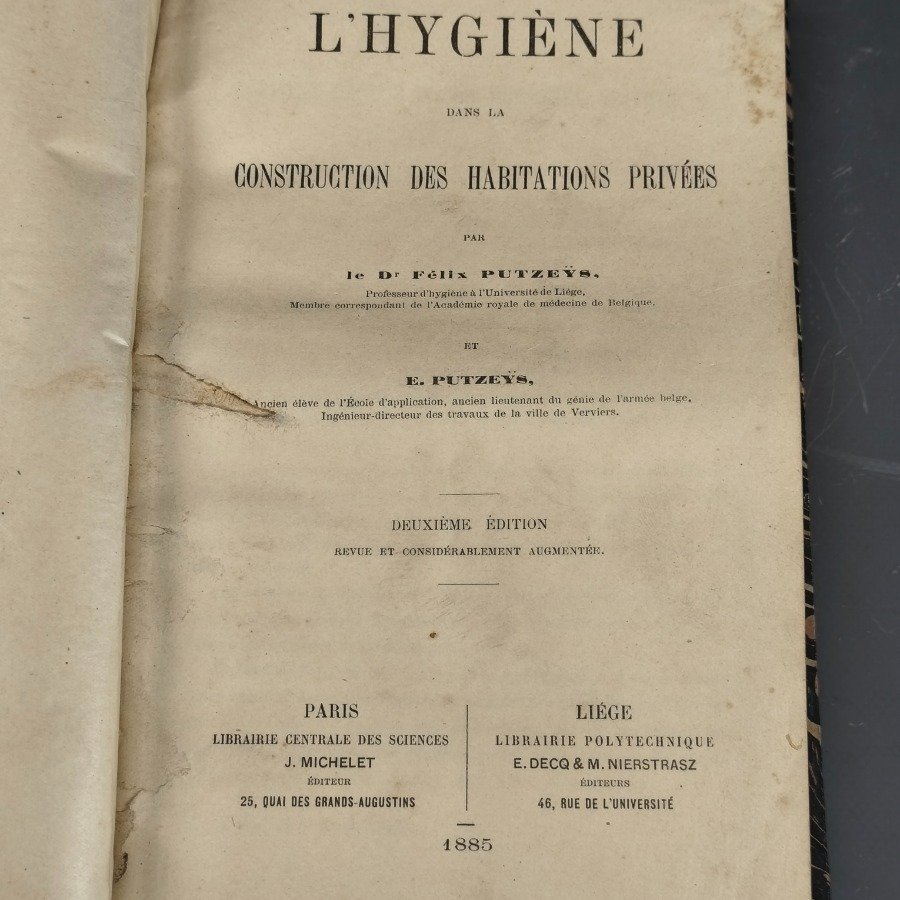 L'HYGIÈNE
DANS LA
CONSTRUCTION DES HABITATIONS PRIVÉES
PAR
le Dr Félix PUTZEŸS,
Professeur d'hygiène à l'Université de Liége,
Membre correspondant de l'Académie royale de médecine de Belgique,
ET
E. PUTZEŸS,
Ancien élève de l'École d'application, ancien lieutenant du génie de l'armée belge,
Ingénieur-directeur des travaux de la ville de Verviers.
DEUXIÈME ÉDITION
REVUE ET CONSIDÉRABLEMENT AUGMENTÉE.
PARIS
LIBRAIRIE CENTRALE DES SCIENCES
J. MICHELET
ÉDITEUR
25, QUAI DES GRANDS-AUGUSTINS
LIÉGE
LIBRAIRIE POLYTECHNIQUE
E. DECQ & M. NIERSTRASZ
ÉDITEURS
46, RUE DE L'UNIVERSITÉ
1885